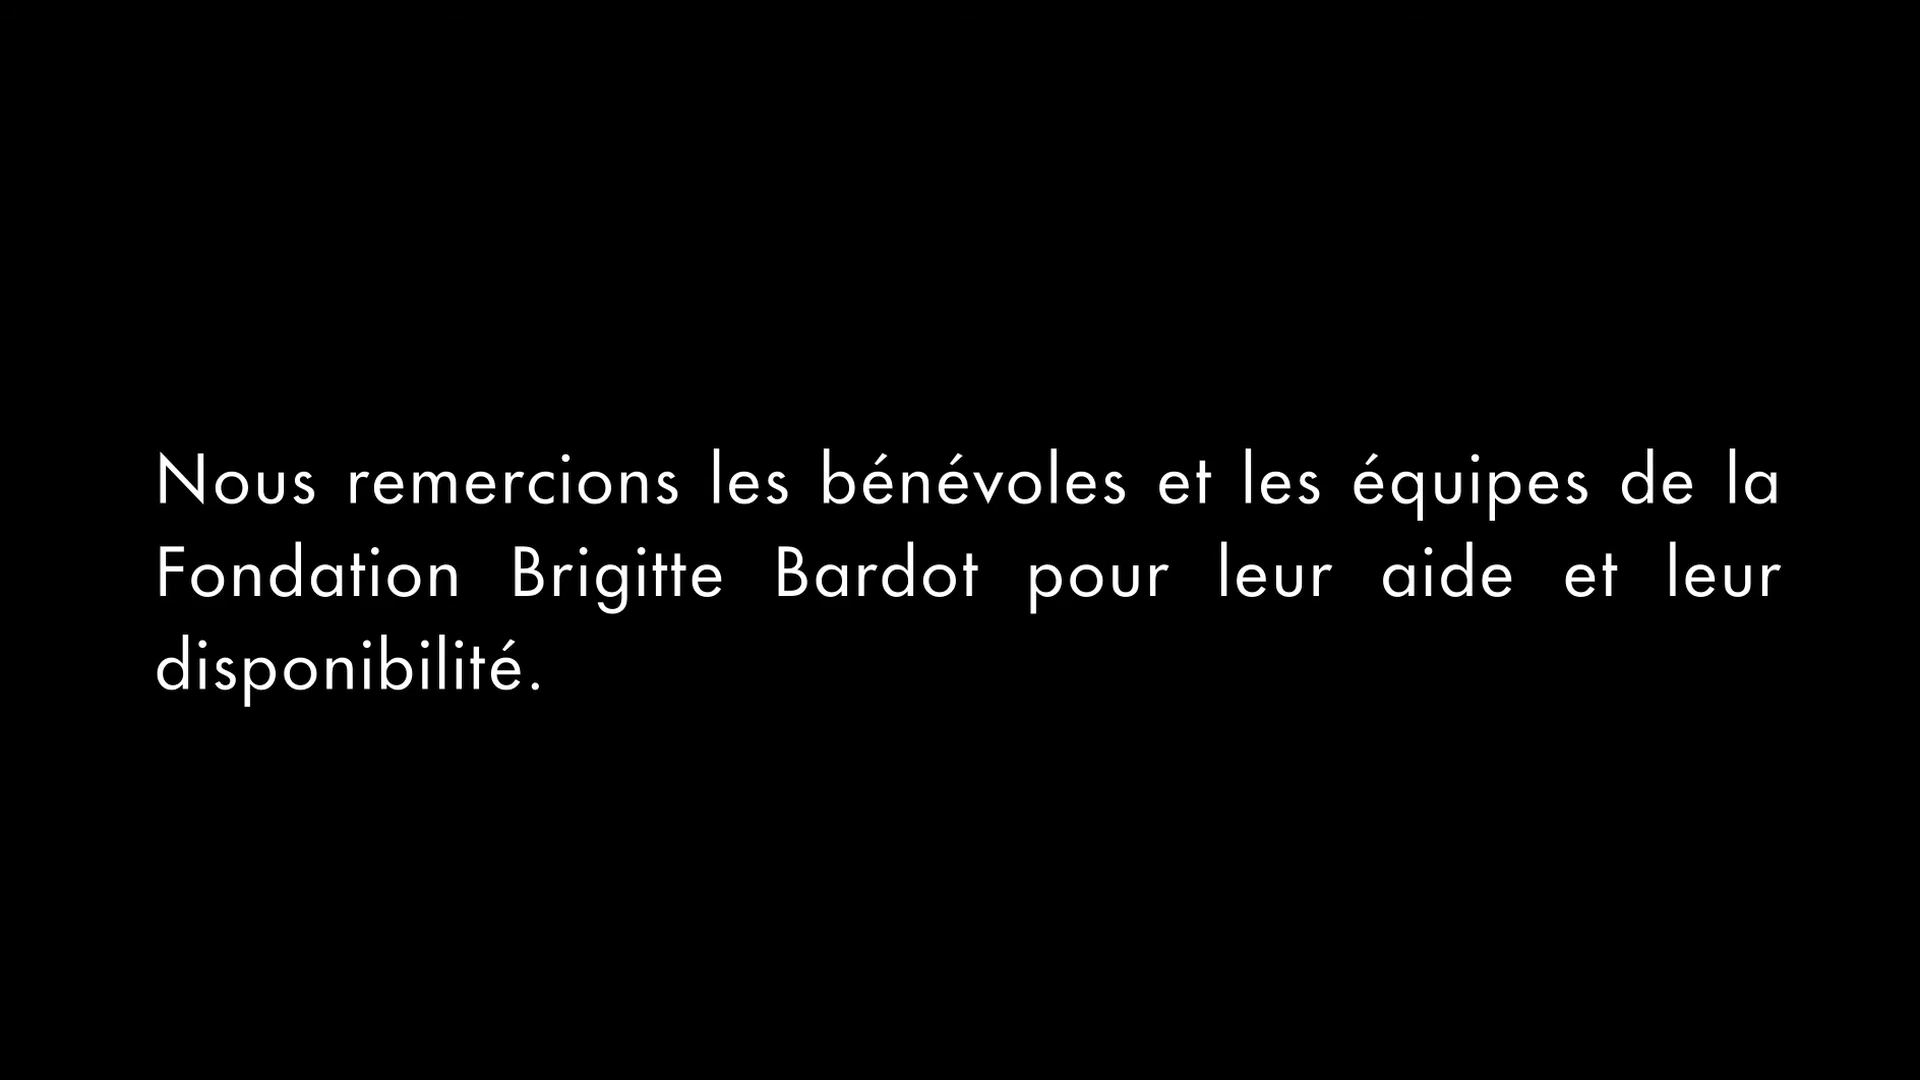 Nous remercions les bénévoles et les équipes de la
Fondation Brigitte Bardot pour leur aide et leur
disponibilité.